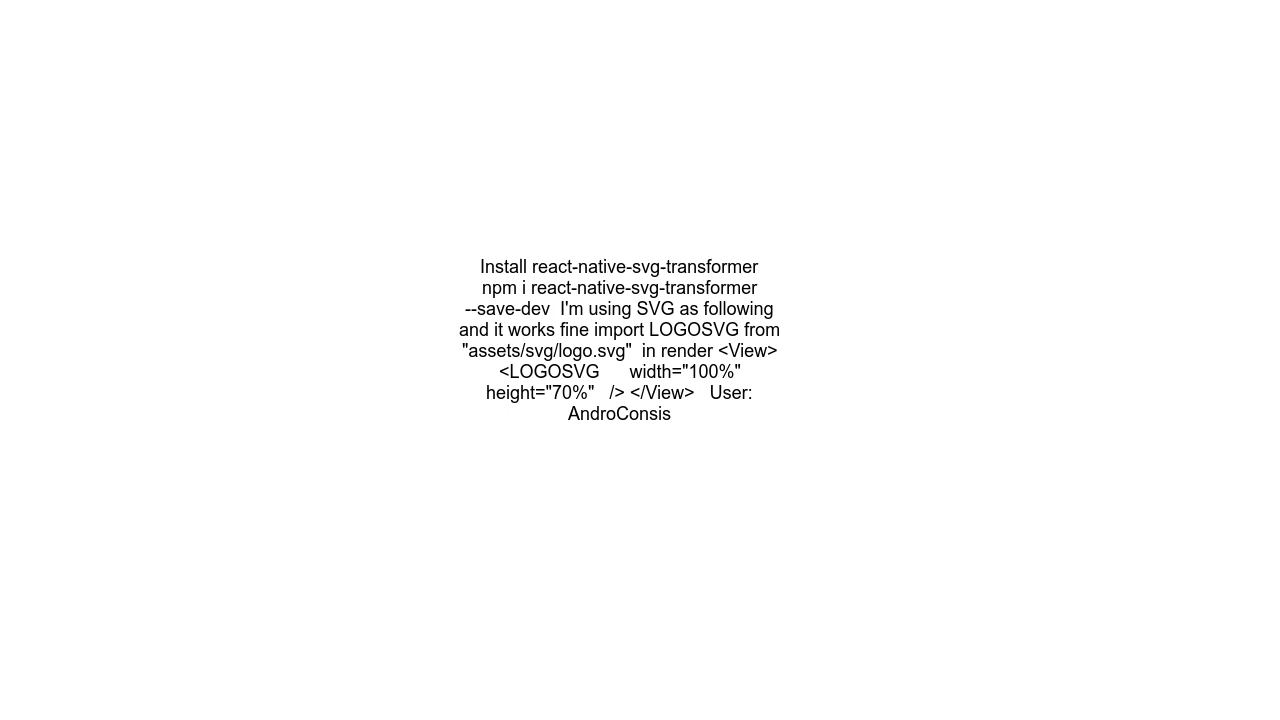 Install react-native-svg-transformer
npm i react-native-svg-transformer
--save-dev  I'm using SVG as following
and it works fine import LOGOSVG from
"assets/svg/logo.svg"  in render <View>
<LOGOSVG      width="100%"
height="70%"   /> </View>   User:
AndroConsis